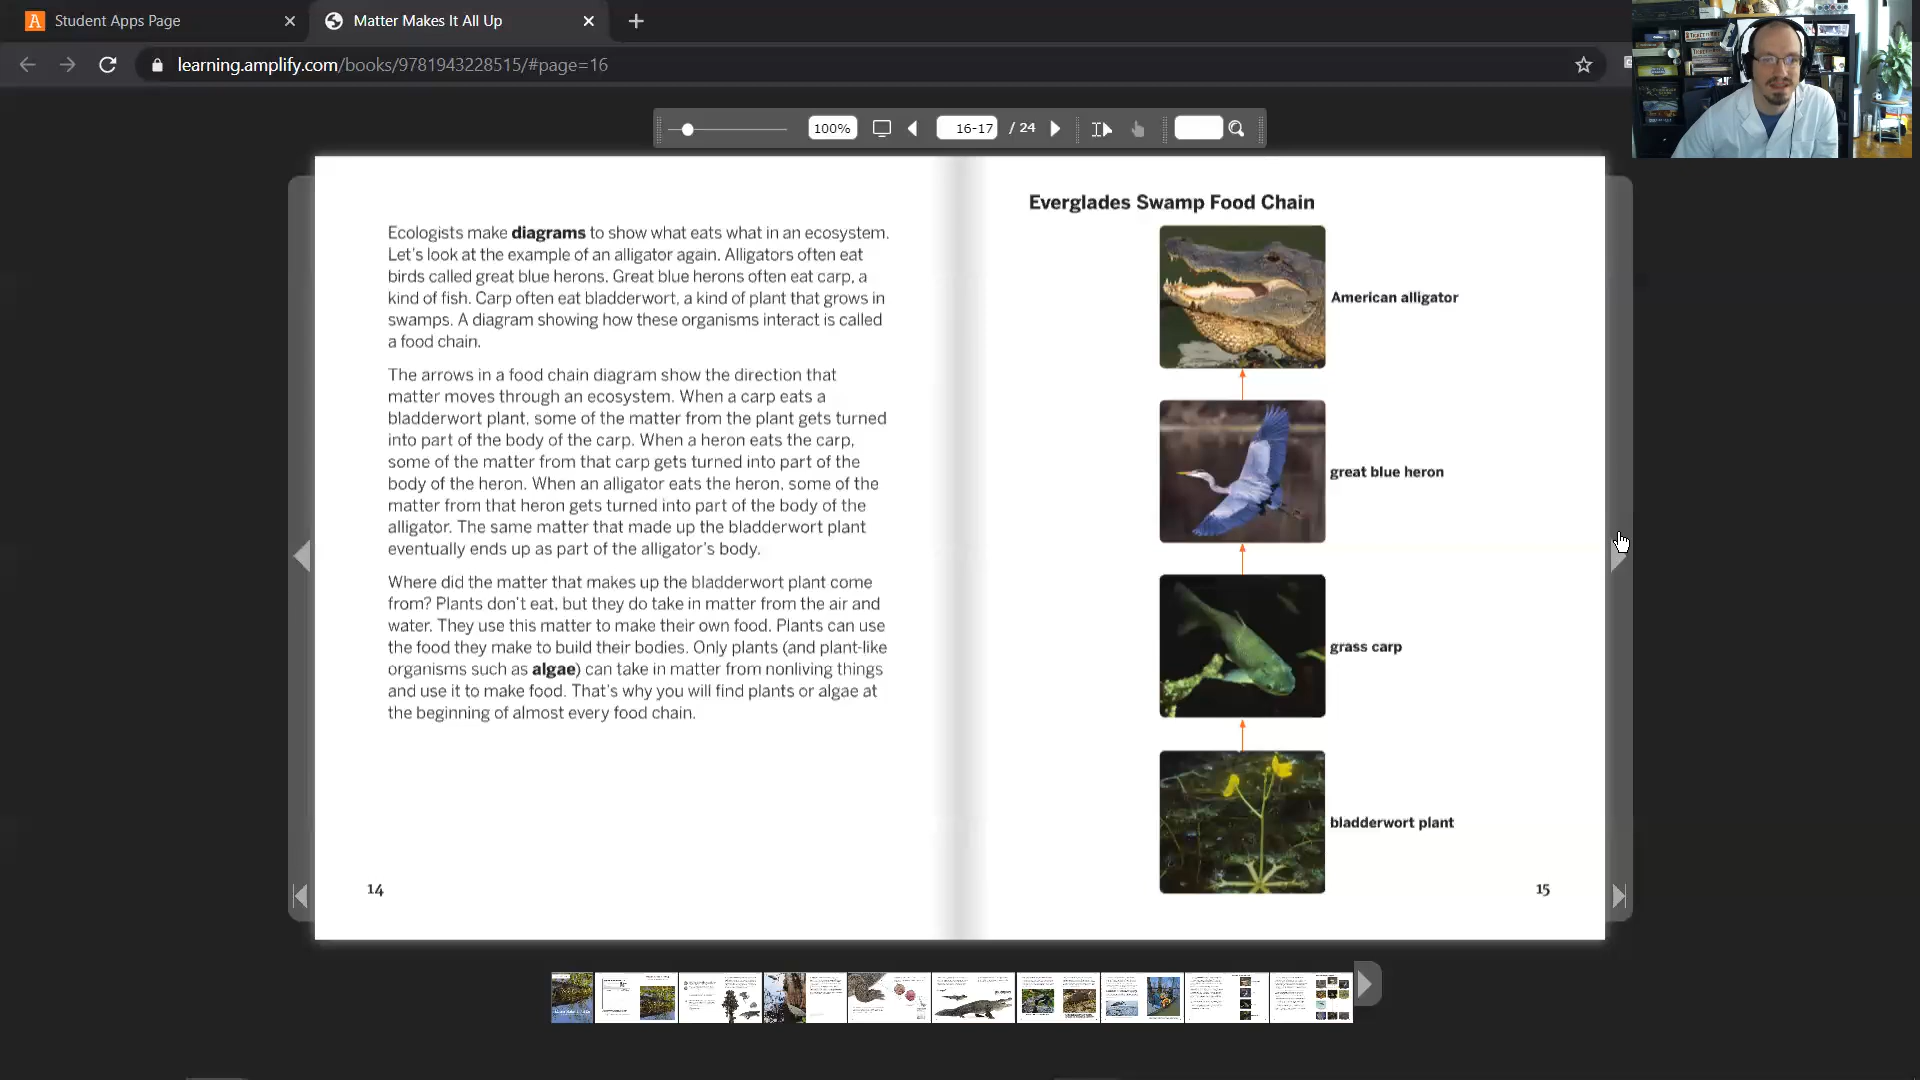 Student Apps Page
Matter Makes It All Up
learning.amplify.com/books/9781943228515/#page=16
100%
16-17
/ 24
Ecologists make diagrams to show what eats what in an ecosystem.
Let's look at the example of an alligator again. Alligators often eat
birds called great blue herons. Great blue herons often eat carp, a
kind of fish. Carp often eat bladderwort, a kind of plant that grows in
swamps. A diagram showing how these organisms interact is called
a food chain.
The arrows in a food chain diagram show the direction that
matter moves through an ecosystem. When a carp eats a
bladderwort plant, some of the matter from the plant gets turned
into part of the body of the carp. When a heron eats the carp,
some of the matter from that carp gets turned into part of the
body of the heron. When an alligator eats the heron, some of the
matter from that heron gets turned into part of the body of the
alligator. The same matter that made up the bladderwort plant
eventually ends up as part of the alligator's body.
Where did the matter that makes up the bladderwort plant come
from? Plants don't eat, but they do take in matter from the air and
water. They use this matter to make their own food. Plants can use
the food they make to build their bodies. Only plants (and plant-like
organisms such as algae) can take in matter from nonliving things
and use it to make food. That's why you will find plants or algae at
the beginning of almost every food chain.
14
Everglades Swamp Food Chain
American alligator
great blue heron
grass carp
bladderwort plant
15